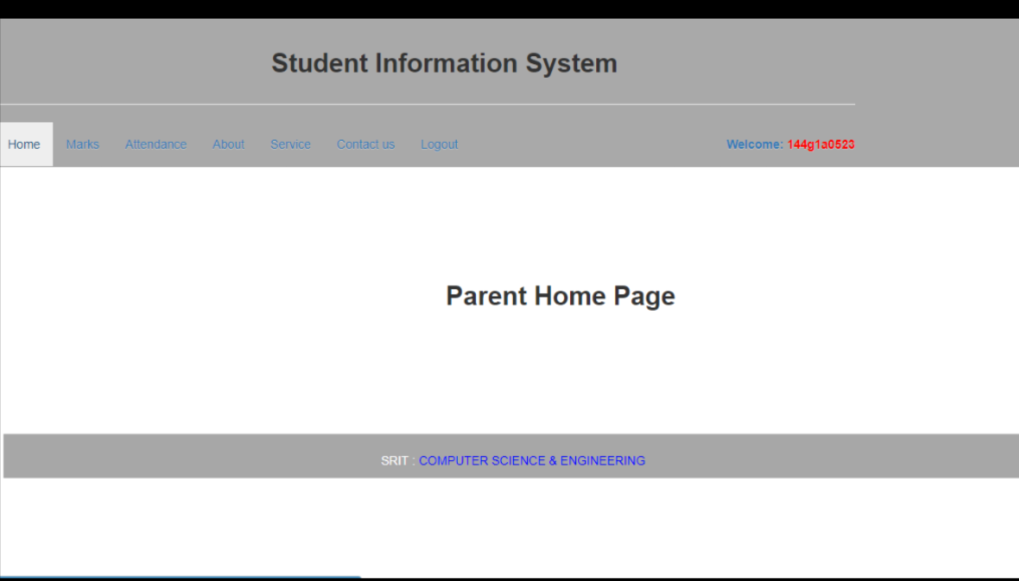 Student Information System
Home Marks Attendance About Service Contact us Logout Welcome: 144g1a0523
Parent Home Page
SRIT : COMPUTER SCIENCE & ENGINEERING